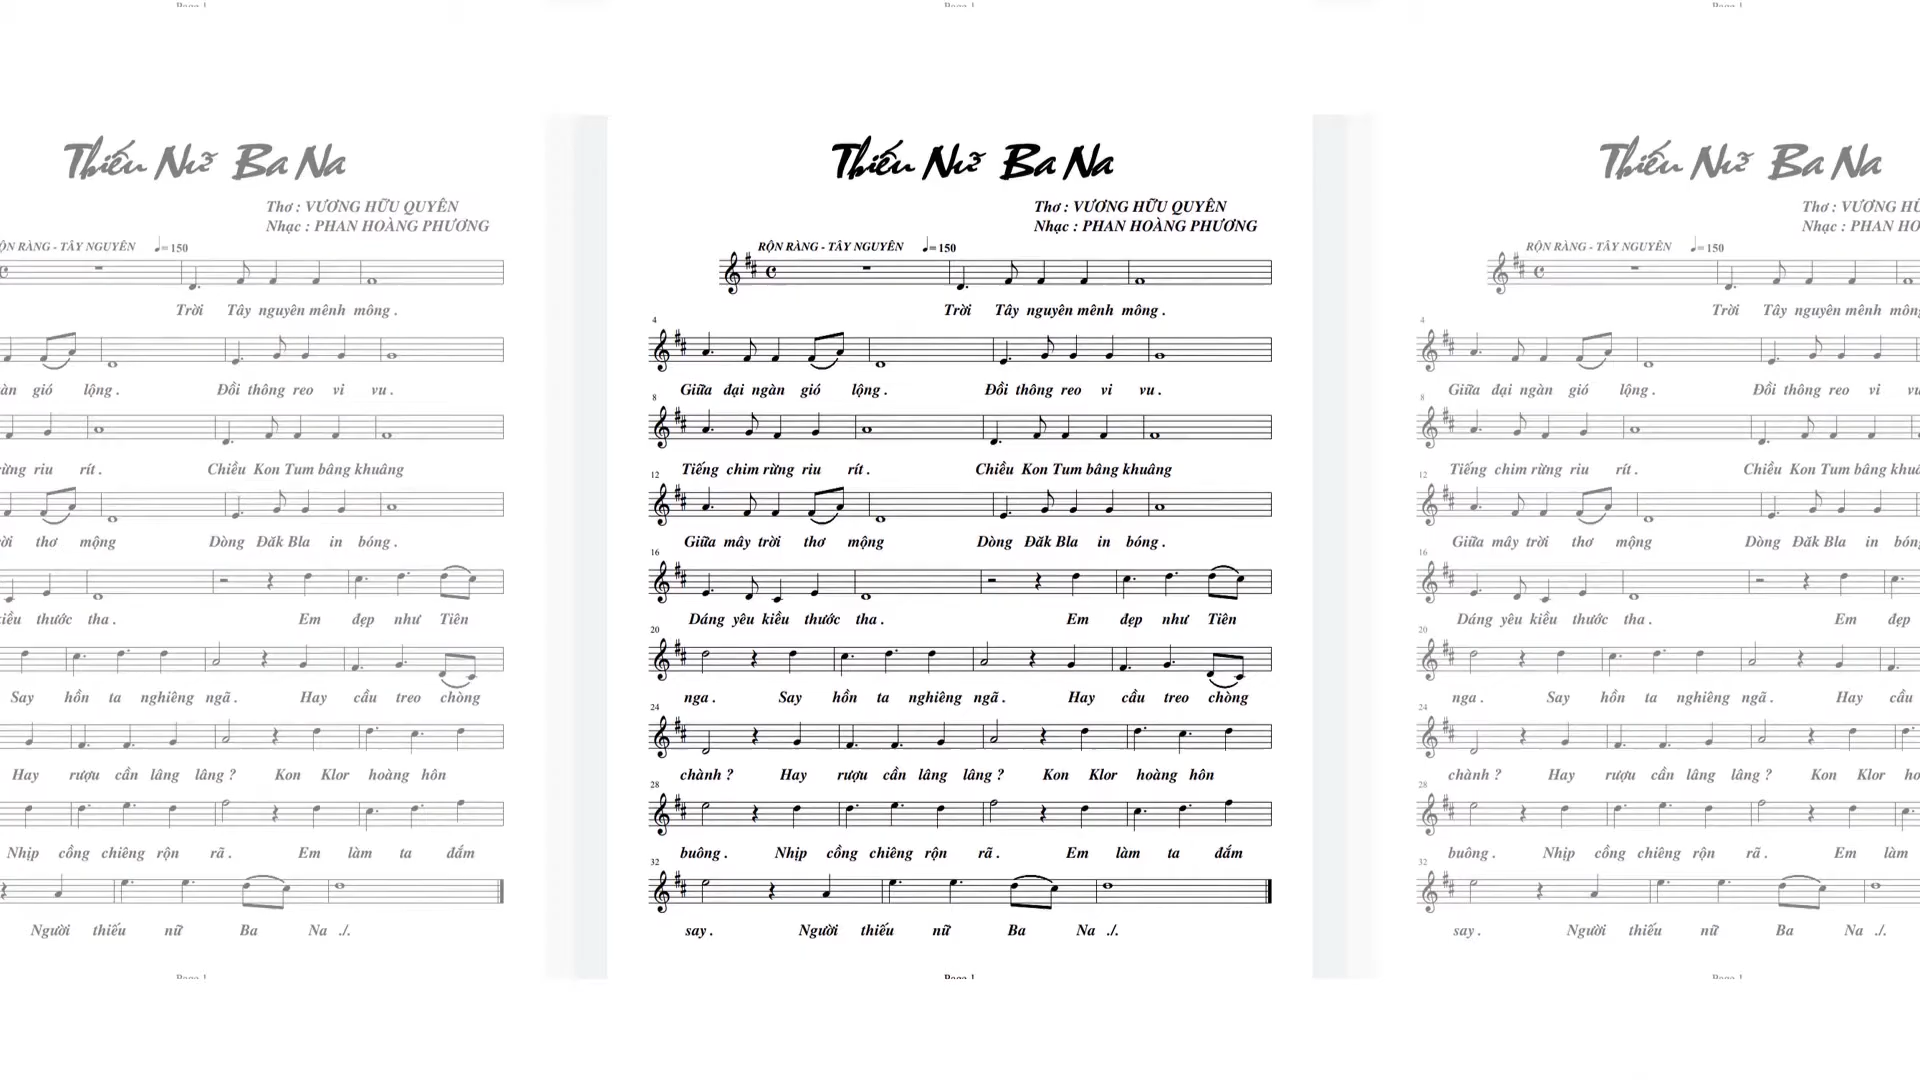 Thiếu Nữ Ba Na
Thơ : VƯƠNG HỮU QUYÊN
Nhạc : PHAN HOÀNG PHƯƠNG
RỘN RÀNG - TÂY NGUYÊN ♩= 150
Trời Tây nguyên mênh mông .
4
Giữa đại ngàn gió lộng . Đồi thông reo vi vu .
8
Tiếng chim rừng riu rít . Chiều Kon Tum bâng khuâng
12
Giữa mây trời thơ mộng Dòng Đăk Bla in bóng .
16
Dáng yêu kiều thước tha . Em đẹp như Tiên
20
nga . Say hồn ta nghiêng ngã . Hay cầu treo chòng
24
chành ? Hay rượu cần lâng lâng ? Kon Klor hoàng hôn
28
buông . Nhịp cồng chiêng rộn rã . Em làm ta đắm
32
say . Người thiếu nữ Ba Na ./.